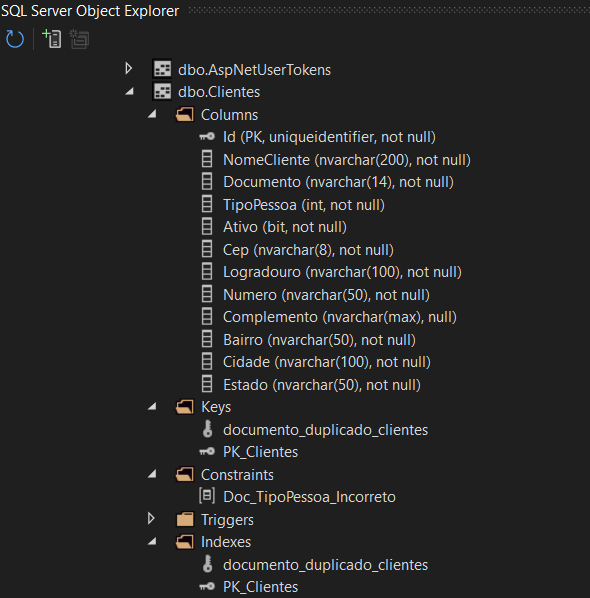 SQL Server Object Explorer
dbo.AspNetUserTokens
dbo.Clientes
Columns
Id (PK, uniqueidentifier, not null)
NomeCliente (nvarchar(200), not null)
Documento (nvarchar(14), not null)
TipoPessoa (int, not null)
Ativo (bit, not null)
Cep (nvarchar(8), not null)
Logradouro (nvarchar(100), not null)
Numero (nvarchar(50), not null)
Complemento (nvarchar(max), null)
Bairro (nvarchar(50), not null)
Cidade (nvarchar(100), not null)
Estado (nvarchar(50), not null)
Keys
documento_duplicado_clientes
PK_Clientes
Constraints
Doc_TipoPessoa_Incorreto
Triggers
Indexes
documento_duplicado_clientes
PK_Clientes